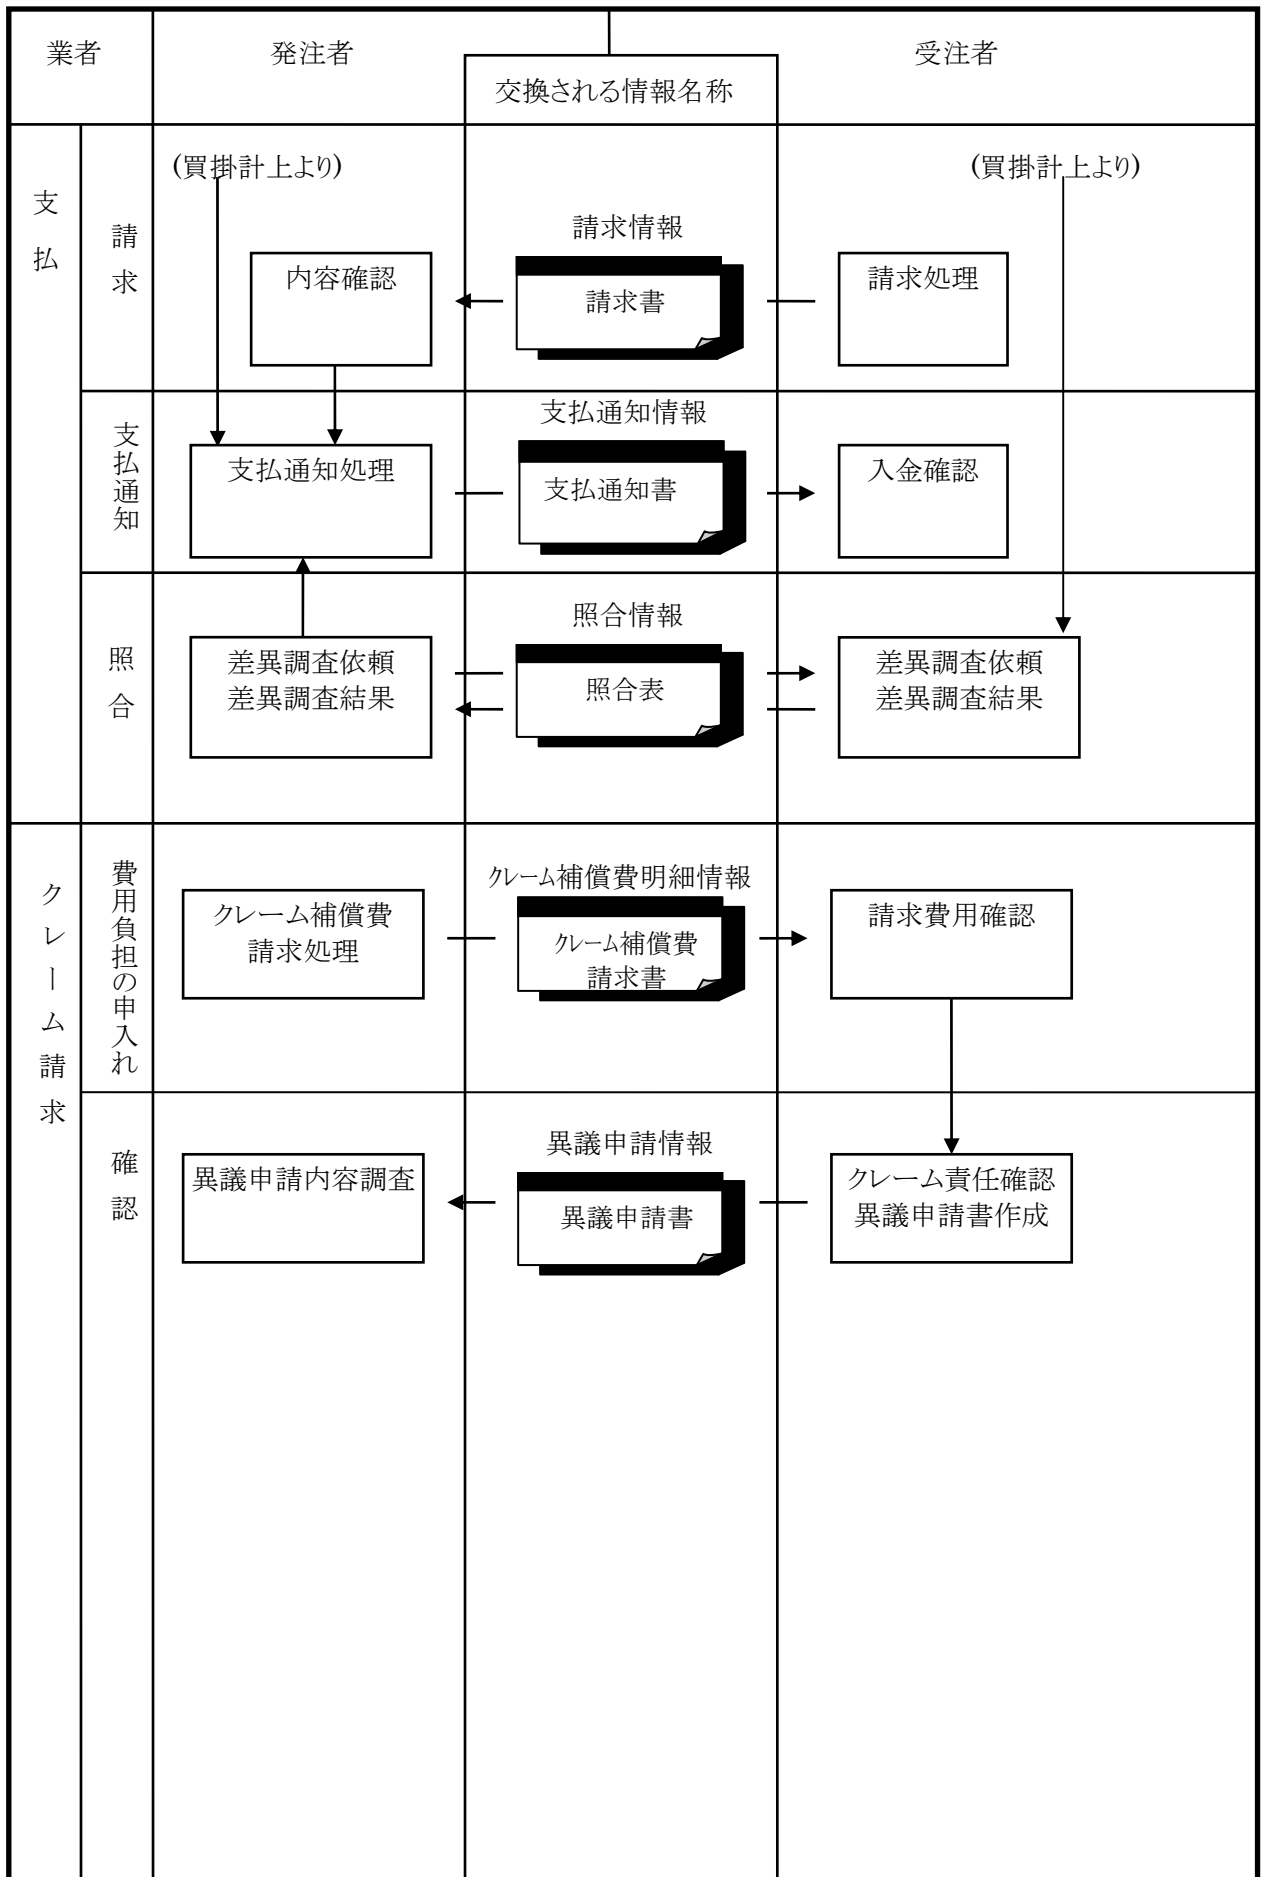 業者
発注者
受注者
交換される情報名称
支払
請求
(買掛計上より)
(買掛計上より)
請求情報
内容確認
請求書
請求処理
支払通知
支払通知情報
支払通知処理
支払通知書
入金確認
照合
照合情報
差異調査依頼
差異調査結果
照合表
差異調査依頼
差異調査結果
クレーム請求
費用負担の申入れ
クレーム補償費明細情報
クレーム補償費
請求処理
クレーム補償費
請求書
請求費用確認
確認
異議申請情報
異議申請内容調査
異議申請書
クレーム責任確認
異議申請書作成